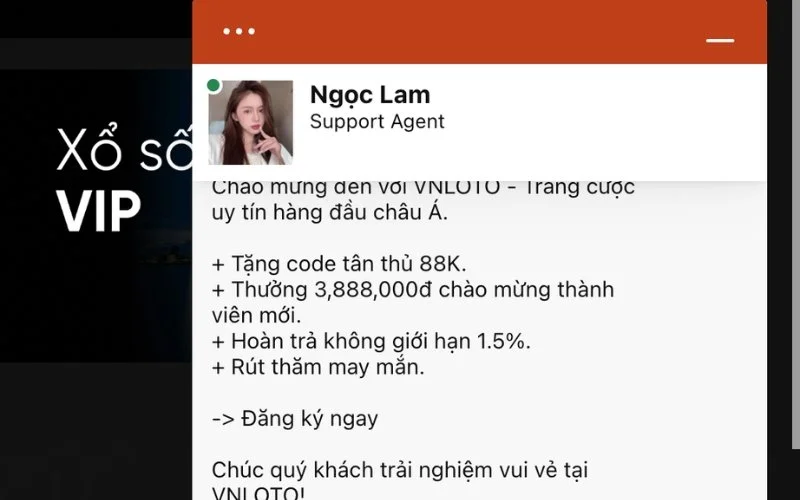 Xổ số
VIP
Ngọc Lam
Support Agent
Chào mừng đến với VNLOTO - Trang cược
uy tín hàng đầu châu Á.
+ Tặng code tân thủ 88K.
+ Thưởng 3,888,000đ chào mừng thành
viên mới.
+ Hoàn trả không giới hạn 1.5%.
+ Rút thăm may mắn.
-> Đăng ký ngay
Chúc quý khách trải nghiệm vui vẻ tại
VNLOTO!